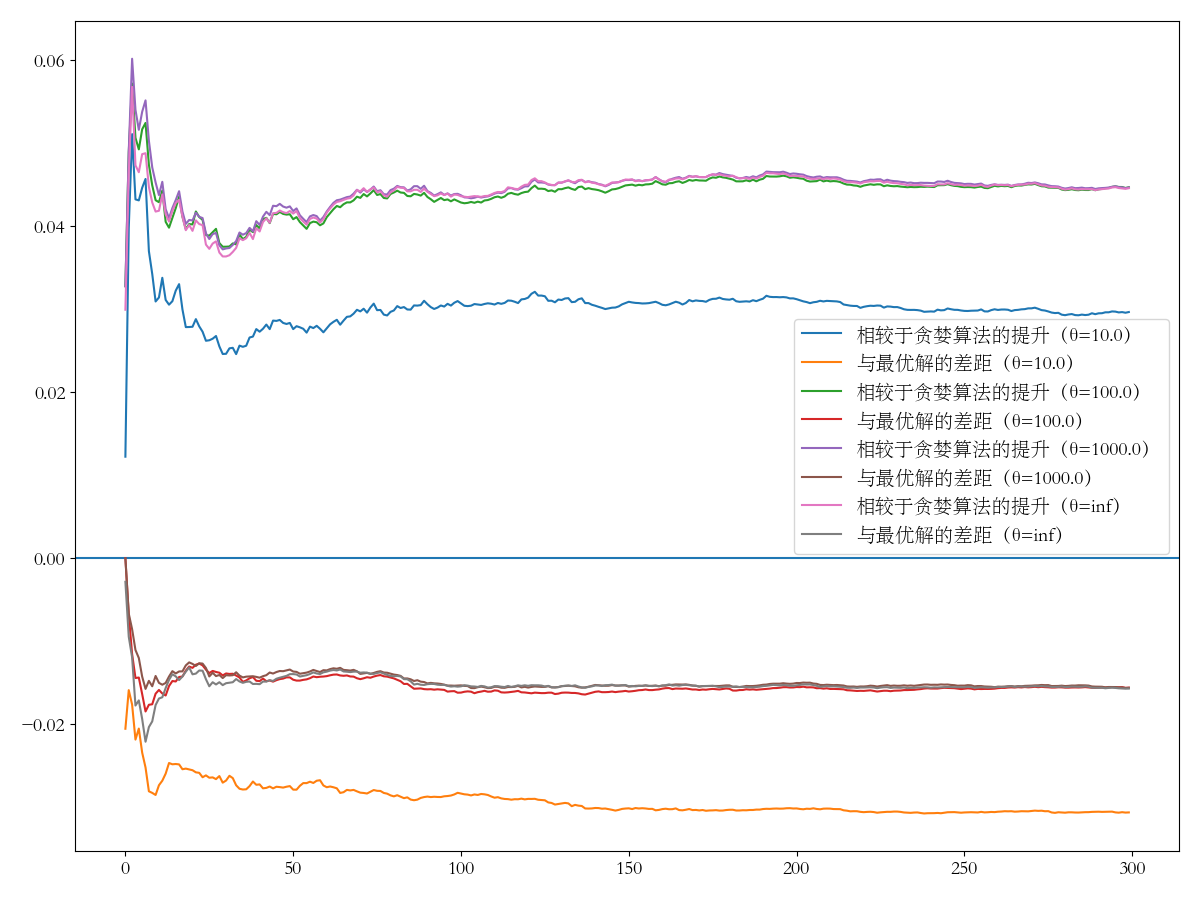 0.06
0.04
0.02
0.00
−0.02
0
50
100
150
200
250
300
相较于贪婪算法的提升（θ=10.0）
与最优解的差距（θ=10.0）
相较于贪婪算法的提升（θ=100.0）
与最优解的差距（θ=100.0）
相较于贪婪算法的提升（θ=1000.0）
与最优解的差距（θ=1000.0）
相较于贪婪算法的提升（θ=inf）
与最优解的差距（θ=inf）